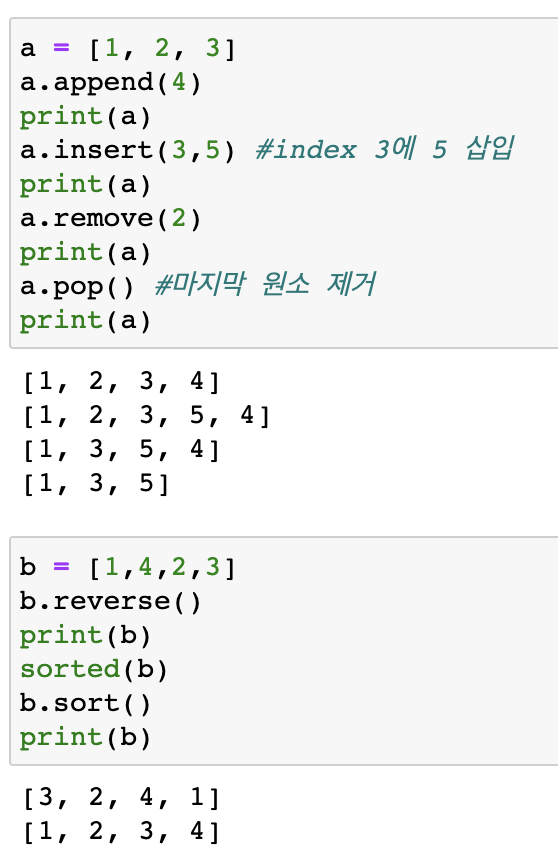 a = [1, 2, 3]
a.append(4)
print(a)
a.insert(3,5) #index 3에 5 삽입
print(a)
a.remove(2)
print(a)
a.pop() #마지막 원소 제거
print(a)
[1, 2, 3, 4]
[1, 2, 3, 5, 4]
[1, 3, 5, 4]
[1, 3, 5]
b = [1,4,2,3]
b.reverse()
print(b)
sorted(b)
b.sort()
print(b)
[3, 2, 4, 1]
[1, 2, 3, 4]